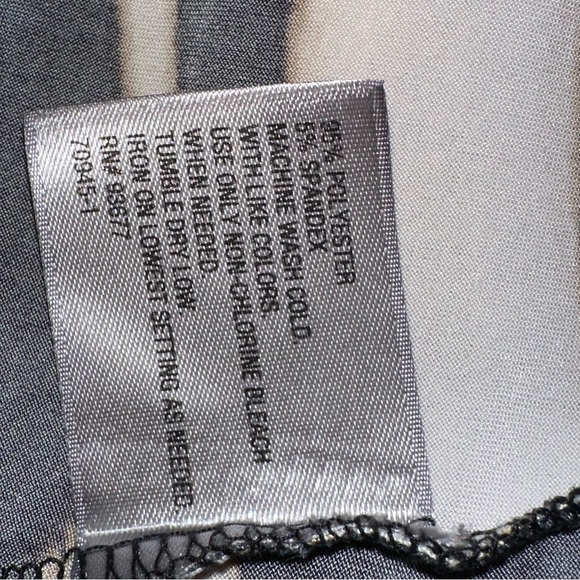 95% POLYESTER
5% SPANDEX
MACHINE WASH COLD,
WITH LIKE COLORS
USE ONLY NON-CHLORINE BLEACH
WHEN NEEDED
TUMBLE DRY LOW
IRON ON LOWEST SETTING AS NEEDED.
RN# 93677
70945-1